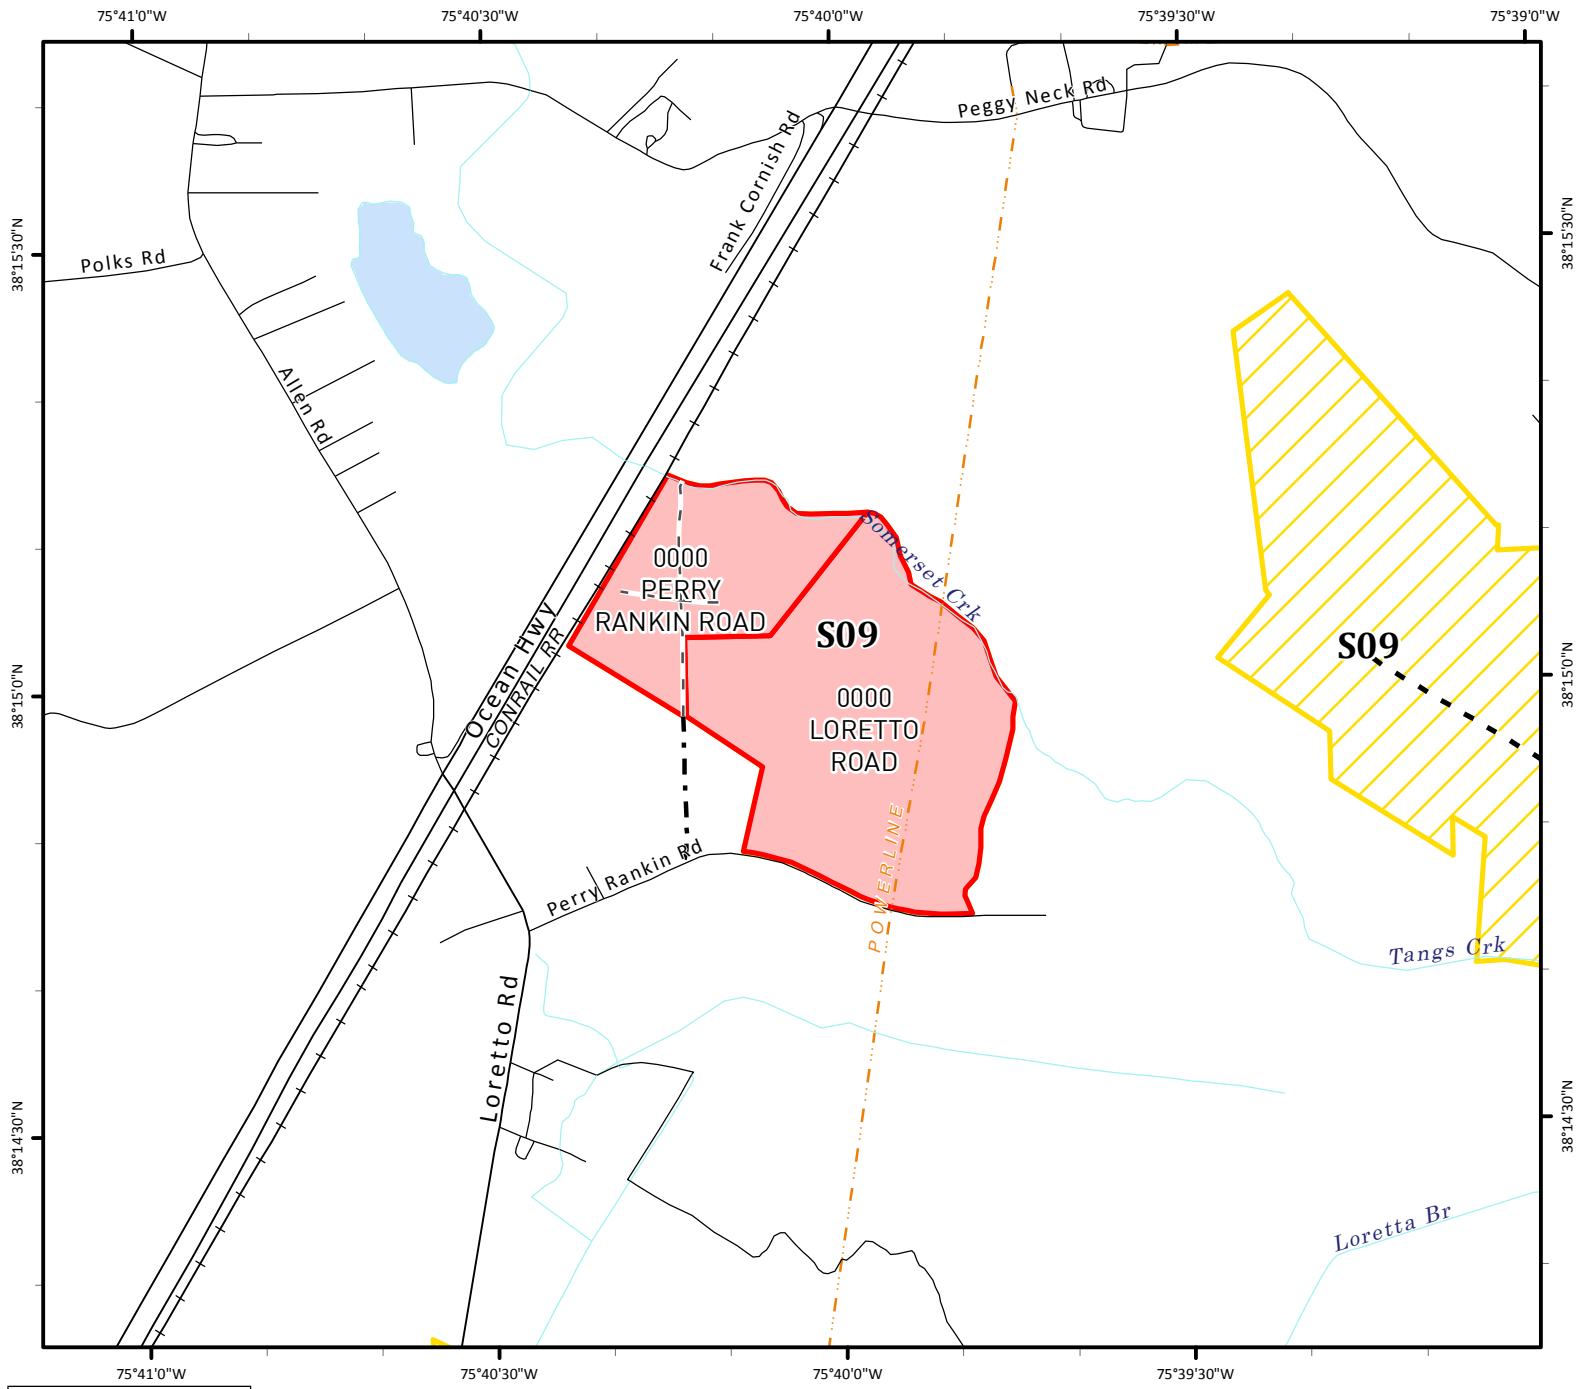 75°41'0"W
75°40'30"W
75°40'0"W
75°39'30"W
75°39'0"W
Peggy Neck Rd
Frank Cornish Rd
38°15'30"N
38°15'30"N
Polks Rd
Allen Rd
Somerset Crk
0000
PERRY
RANKIN ROAD
S09
S09
Ocean Hwy
CONRAIL RR
38°15'0"N
38°15'0"N
0000
LORETTO
ROAD
POWERLINE
Perry Rankin Rd
Tangs Crk
Loretto Rd
38°14'30"N
38°14'30"N
Loretta Br
75°41'0"W
75°40'30"W
75°40'0"W
75°39'30"W